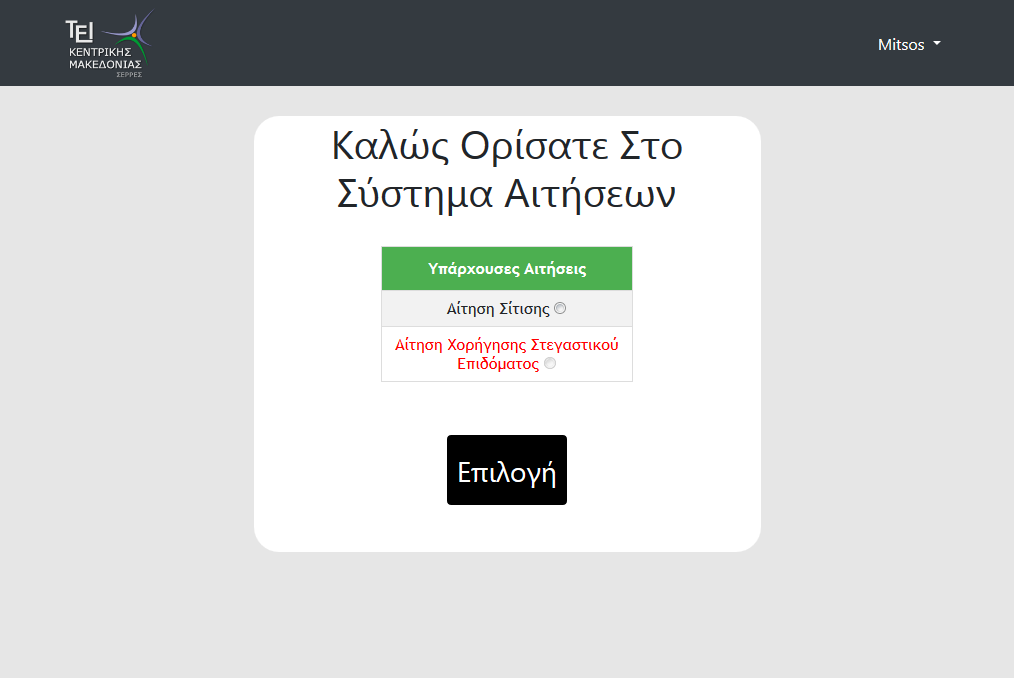 ΤΕΙ
ΚΕΝΤΡΙΚΗΣ
ΜΑΚΕΔΟΝΙΑΣ
ΣΕΡΡΕΣ
Mitsos
Καλώς Ορίσατε Στο
Σύστημα Αιτήσεων
Υπάρχουσες Αιτήσεις
Αίτηση Σίτισης
Αίτηση Χορήγησης Στεγαστικού
Επιδόματος
Επιλογή